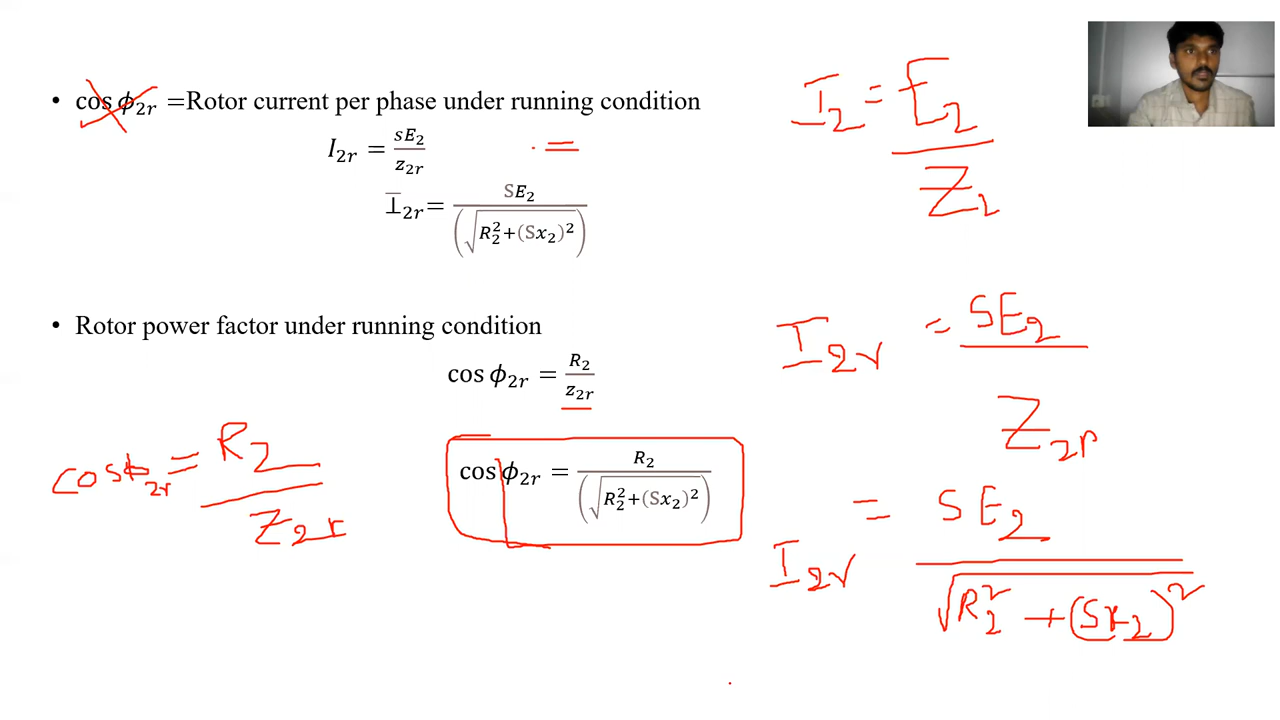 • cos ϕ₂ᵣ =Rotor current per phase under running condition
I₂ᵣ = sE₂/z₂ᵣ
I₂ᵣ= SE₂/(√R₂²+(Sx₂)²)
• Rotor power factor under running condition
cos ϕ₂ᵣ = R₂/z₂ᵣ
cos ϕ₂ᵣ = R₂/(√R₂²+(Sx₂)²)
cosϕ₂ᵣ = R₂/Z₂ᵣ
=
I₂ = E₂/Z₂
I₂ᵣ = SE₂/Z₂ᵣ
I₂ᵣ = SE₂/√R₂²+(Sx₂)²